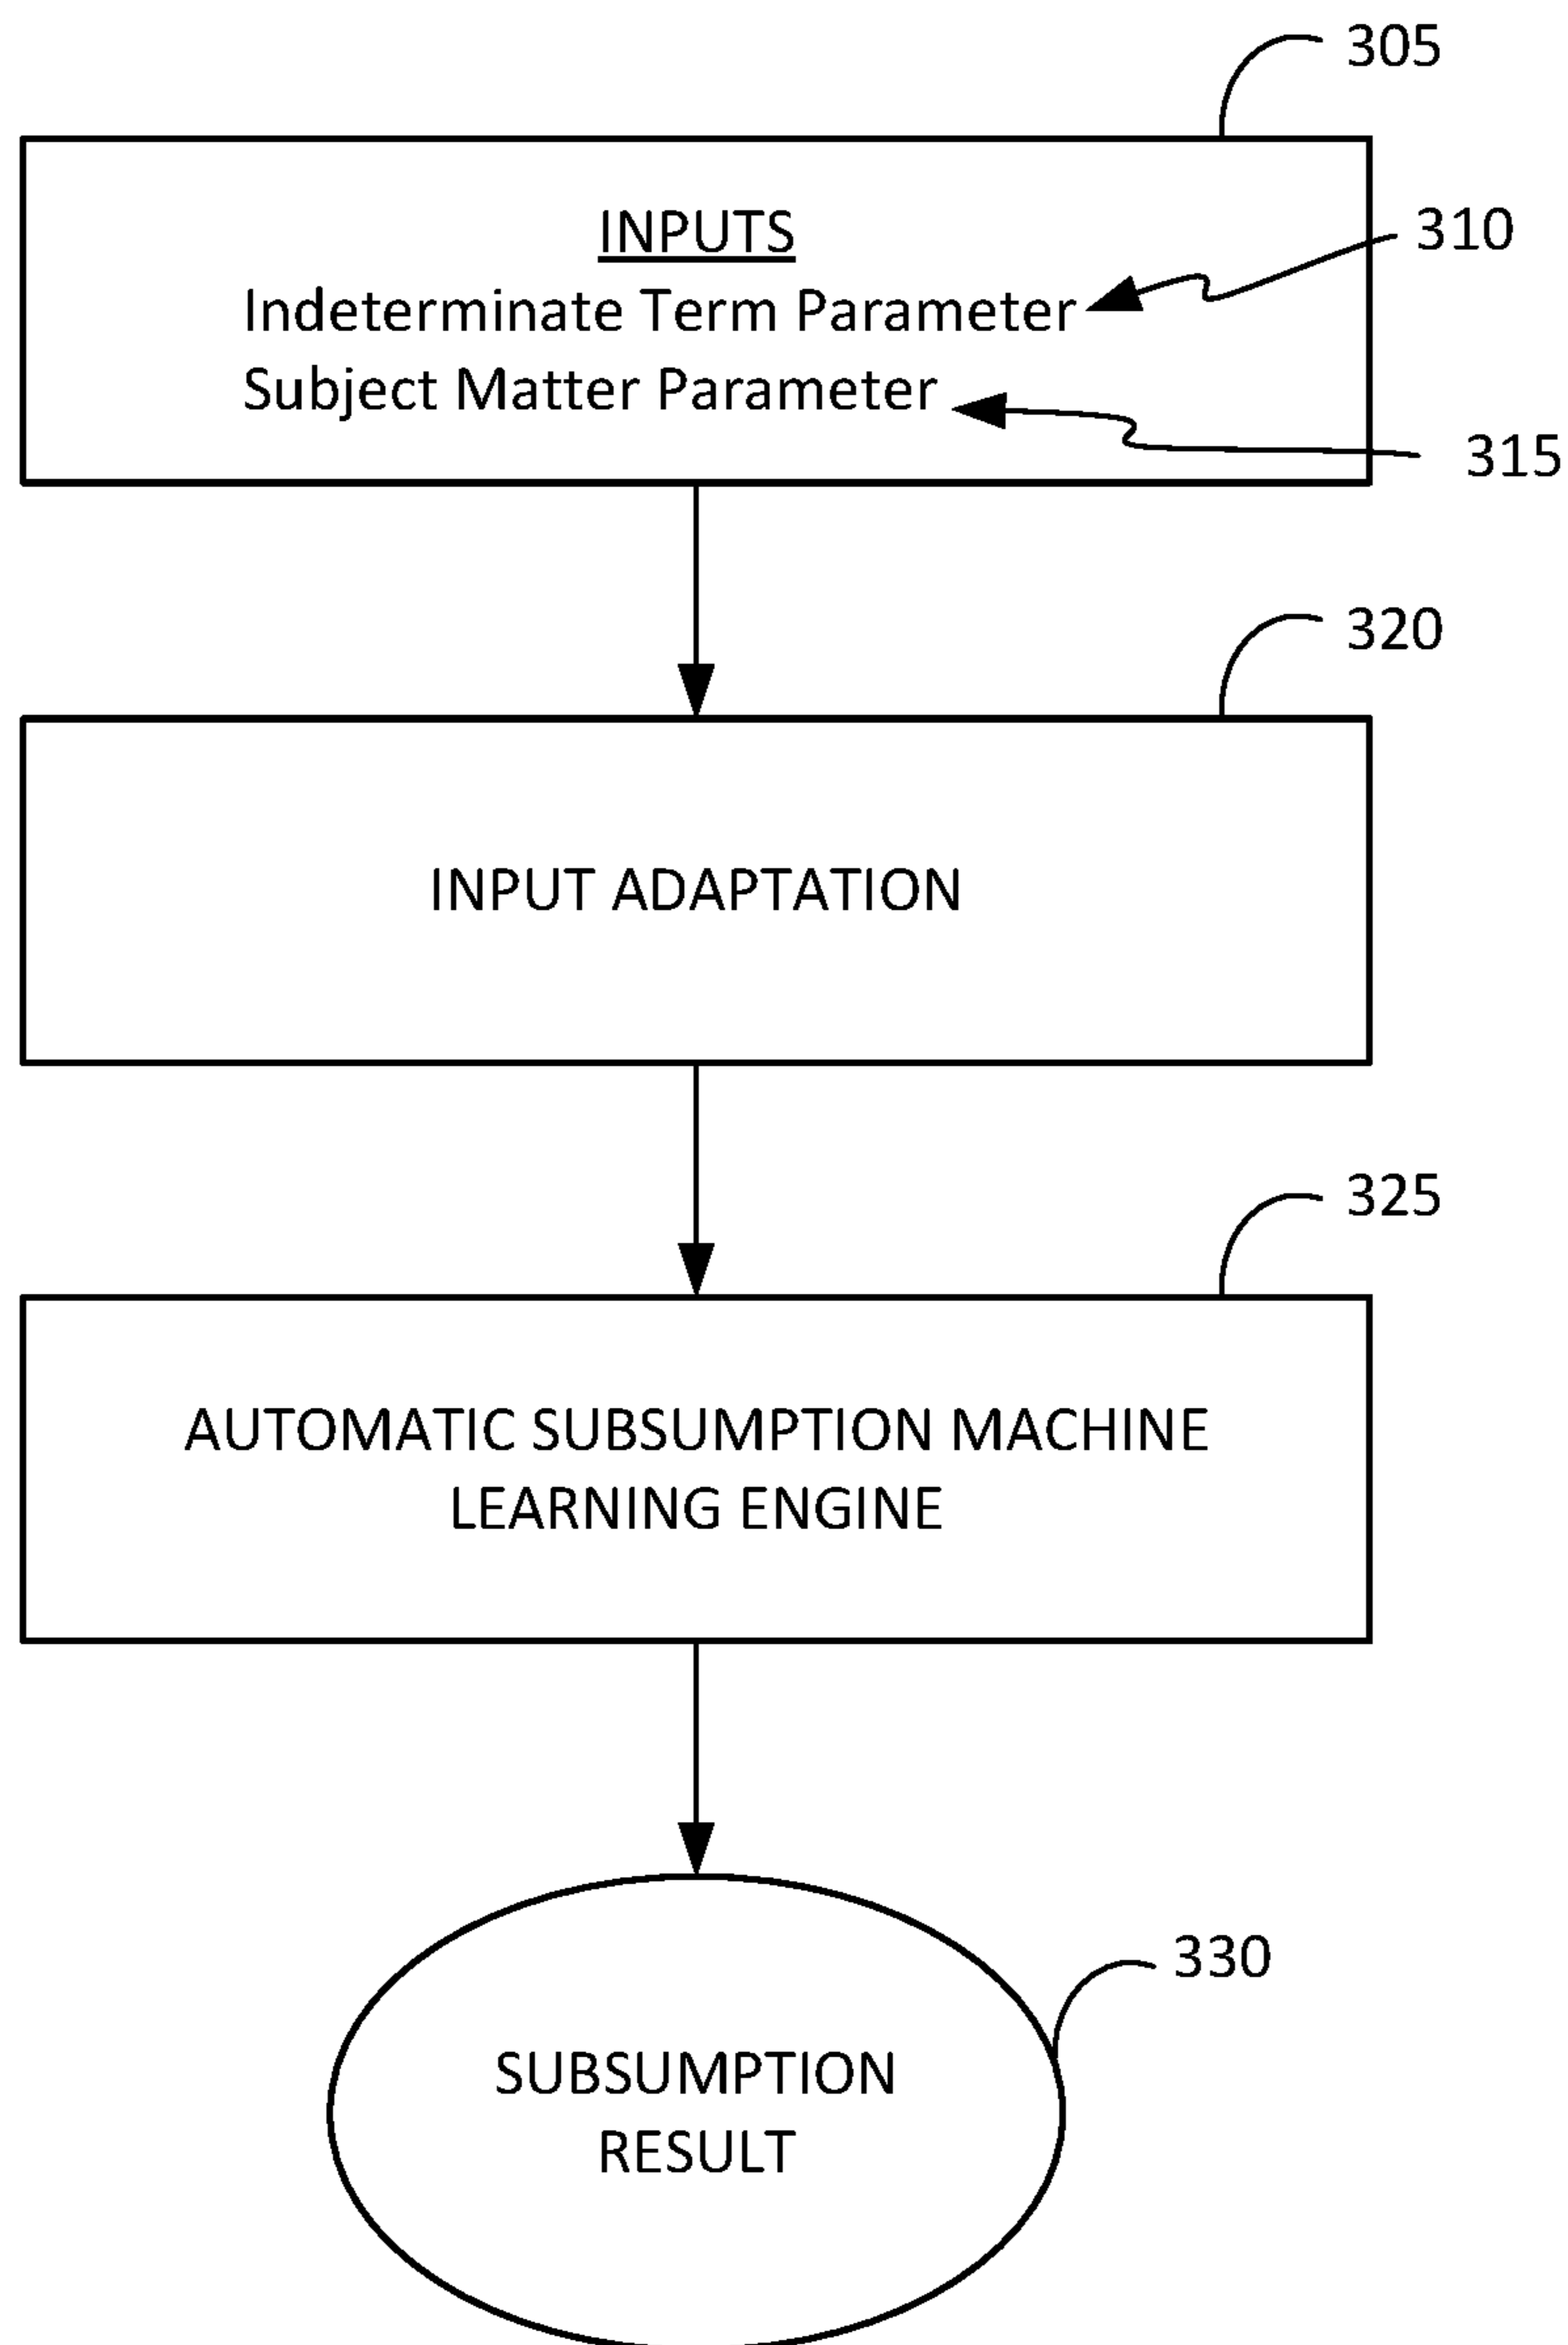 305
INPUTS
310
Indeterminate Term Parameter
Subject Matter Parameter
315
320
INPUT ADAPTATION
325
AUTOMATIC SUBSUMPTION MACHINE
LEARNING ENGINE
330
SUBSUMPTION
RESULT